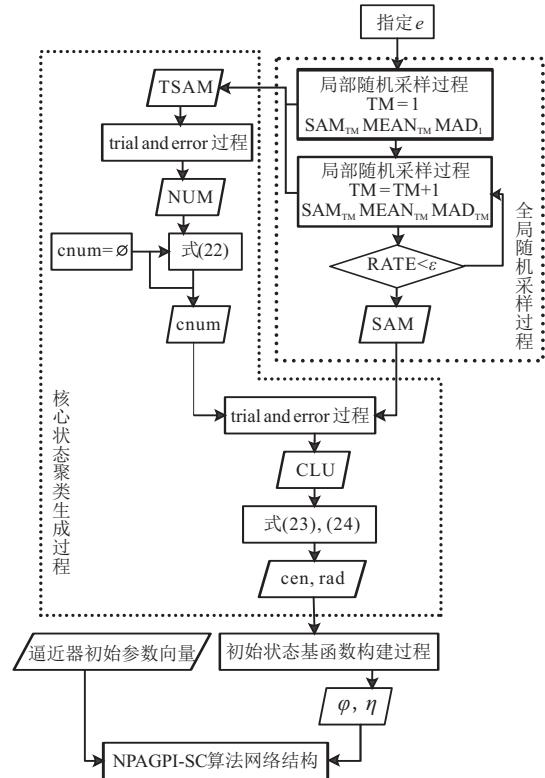 指定 e
局部随机采样过程
TM = 1
SAM_TM MEAN_TM MAD_1
局部随机采样过程
TM = TM+1
SAM_TM MEAN_TM MAD_TM
RATE<ε
SAM
全局随机采样过程
TSAM
trial and error 过程
NUM
cnum=∅
式(22)
cnum
核心状态聚类生成过程
trial and error 过程
CLU
式(23), (24)
cen, rad
逼近器初始参数向量
初始状态基函数构建过程
φ, η
NPAGPI-SC算法网络结构